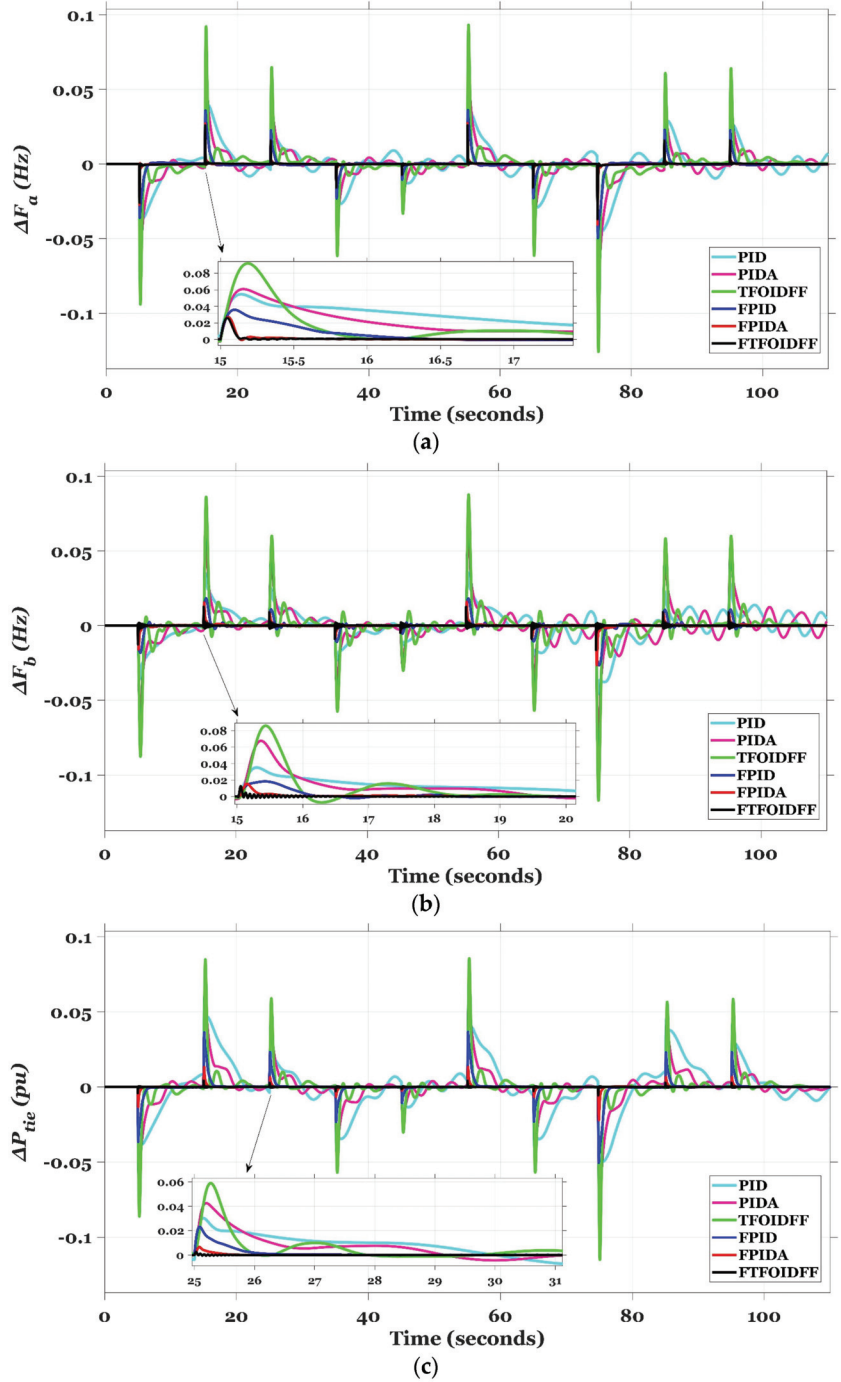 0.1
0.05
0
-0.05
-0.1
ΔF_a (Hz)
0.08
0.06
0.04
0.02
0
15 15.5 16 16.5 17
PID
PIDA
TFOIDFF
FPID
FPIDA
FTFOIDFF
0 20 40 60 80 100
Time (seconds)
(a)
0.1
0.05
0
-0.05
-0.1
ΔF_b (Hz)
0.08
0.06
0.04
0.02
0
15 16 17 18 19 20
PID
PIDA
TFOIDFF
FPID
FPIDA
FTFOIDFF
0 20 40 60 80 100
Time (seconds)
(b)
0.1
0.05
0
-0.05
-0.1
ΔP_tie (pu)
0.06
0.04
0.02
0
25 26 27 28 29 30 31
PID
PIDA
TFOIDFF
FPID
FPIDA
FTFOIDFF
0 20 40 60 80 100
Time (seconds)
(c)